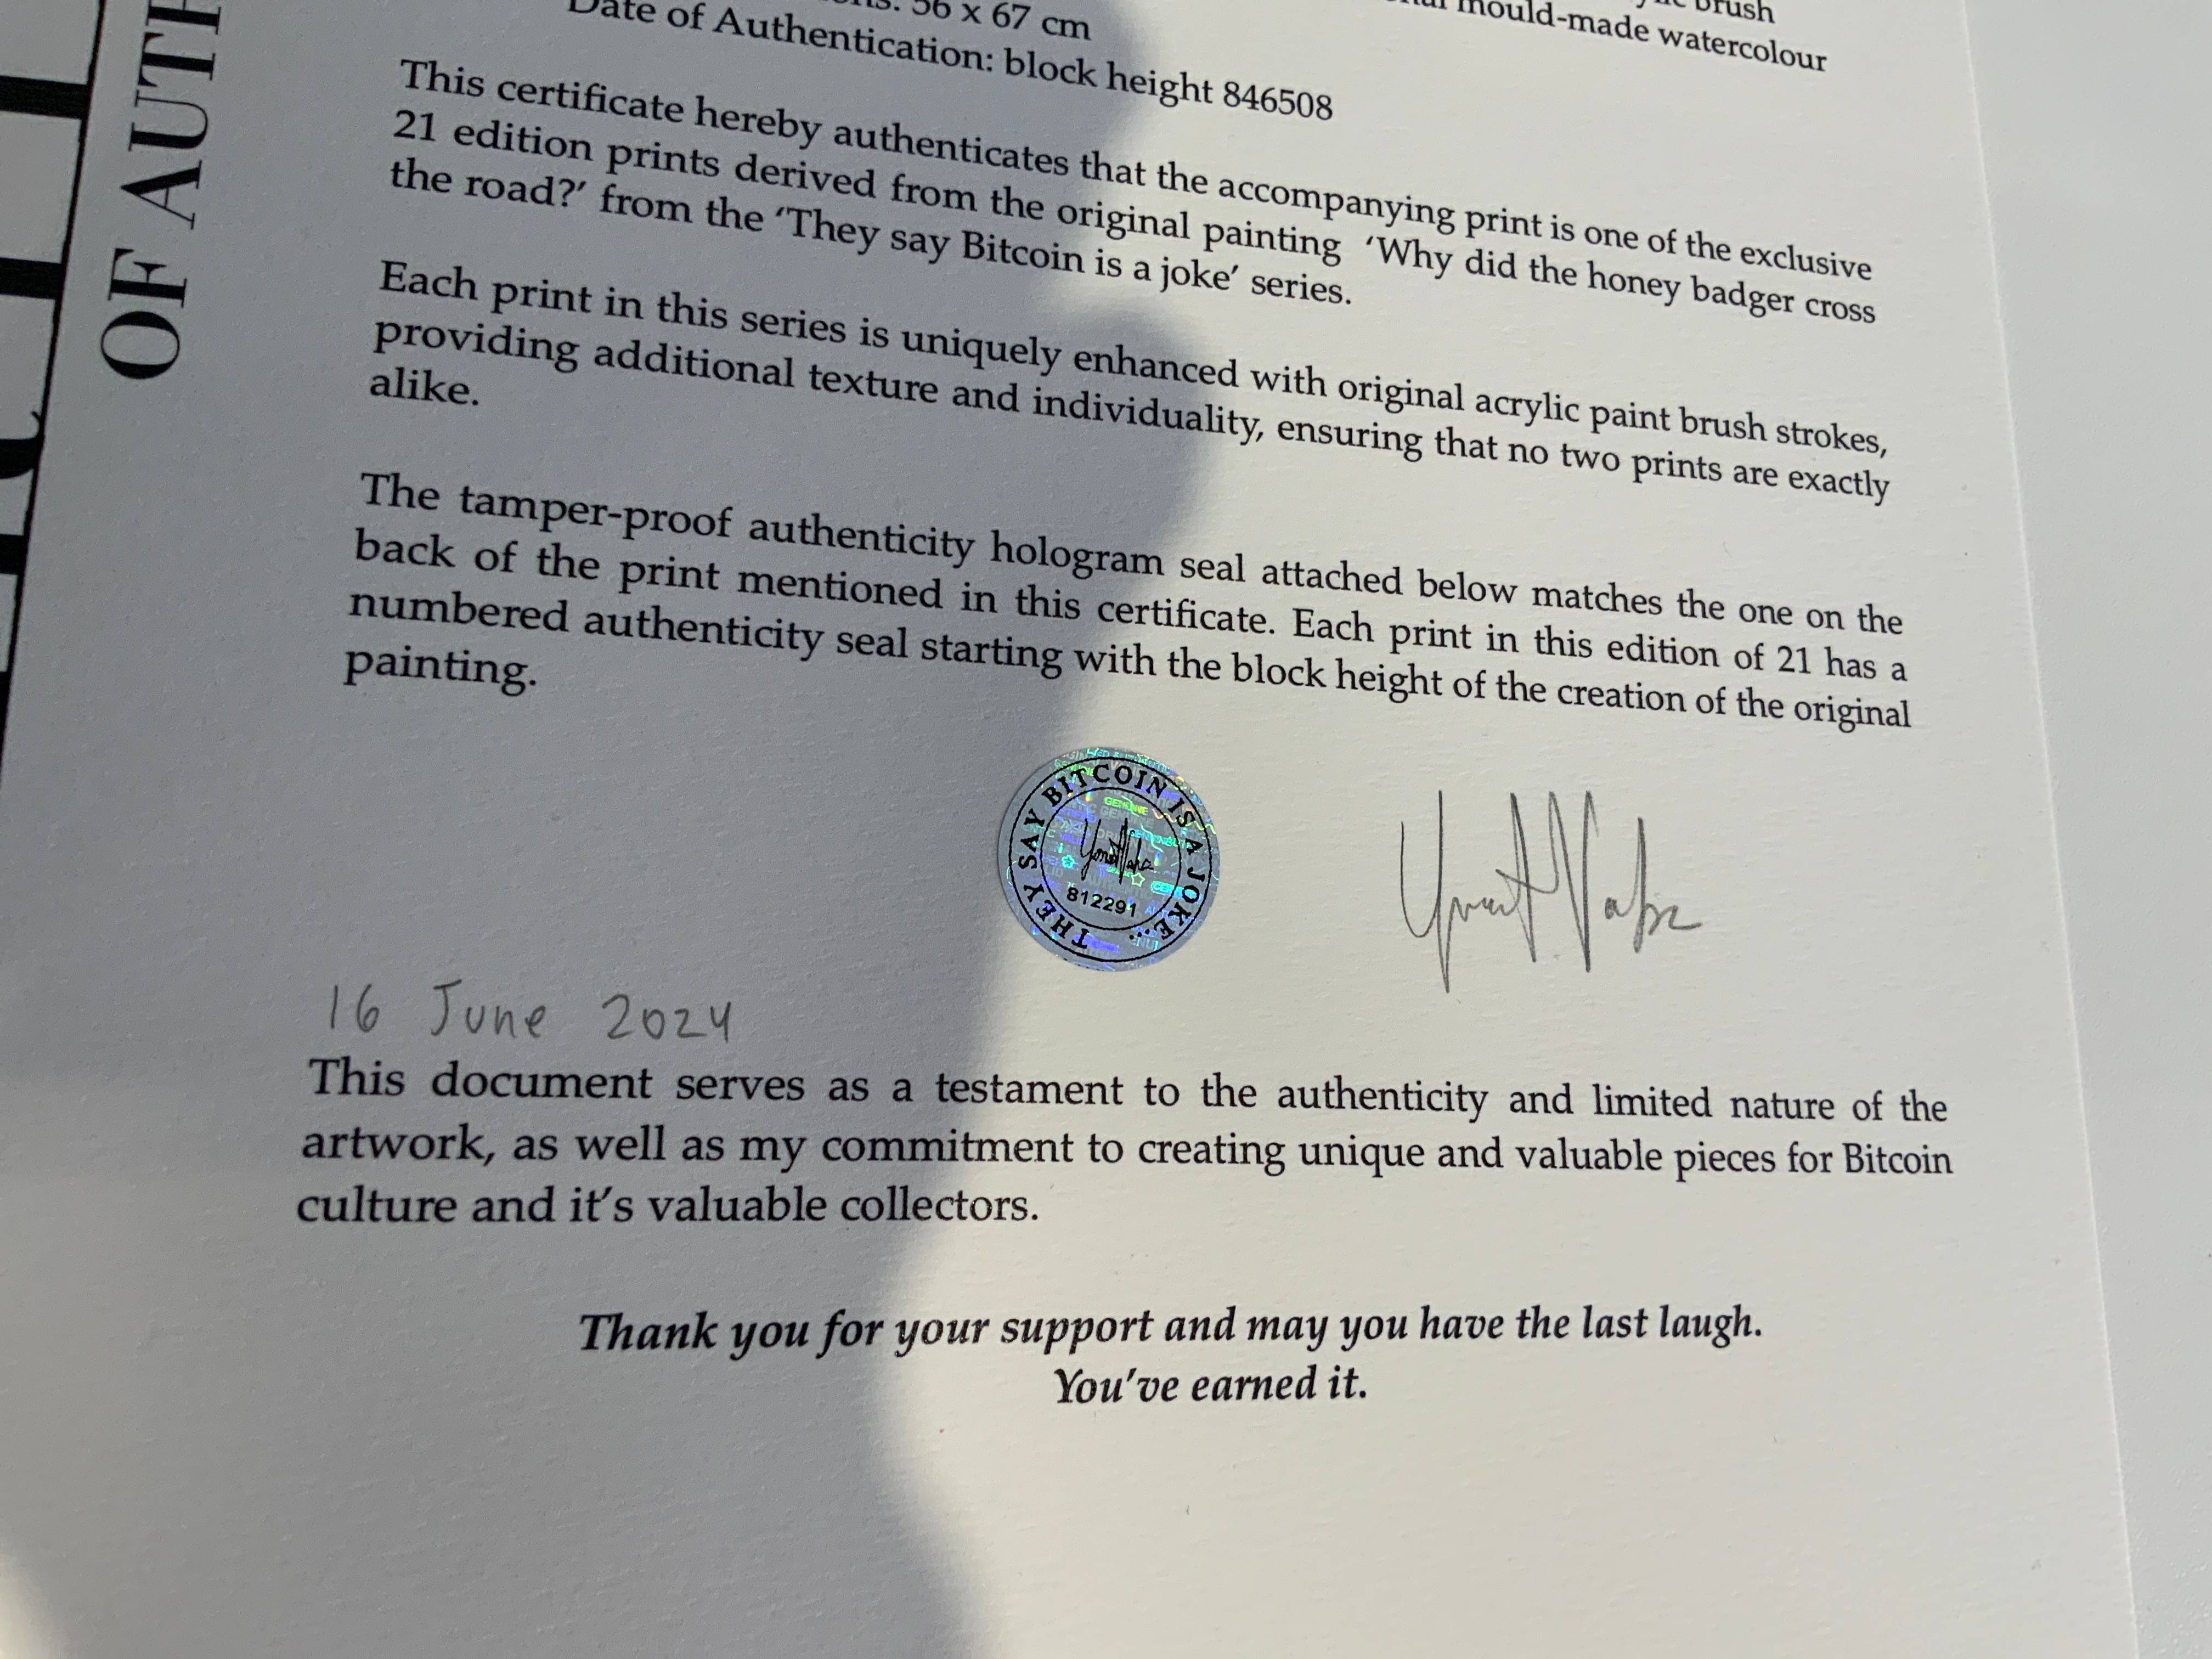 56 x 67 cm
Date of Authentication: block height 846508
brush
mould-made watercolour
OF
This certificate hereby authenticates that the accompanying print is one of the exclusive
21 edition prints derived from the original painting 'Why did the honey badger cross
the road?' from the 'They say Bitcoin is a joke' series.
Each print in this series is uniquely enhanced with original acrylic paint brush strokes,
providing additional texture and individuality, ensuring that no two prints are exactly
alike.
The tamper-proof authenticity hologram seal attached below matches the one on the
back of the print mentioned in this certificate. Each print in this edition of 21 has a
numbered authenticity seal starting with the block height of the creation of the original
painting.
THEY SAY BITCOIN IS A JOKE...
GENUINE
812291
16 June 2024
This document serves as a testament to the authenticity and limited nature of the
artwork, as well as my commitment to creating unique and valuable pieces for Bitcoin
culture and it's valuable collectors.
Thank you for your support and may you have the last laugh.
You've earned it.